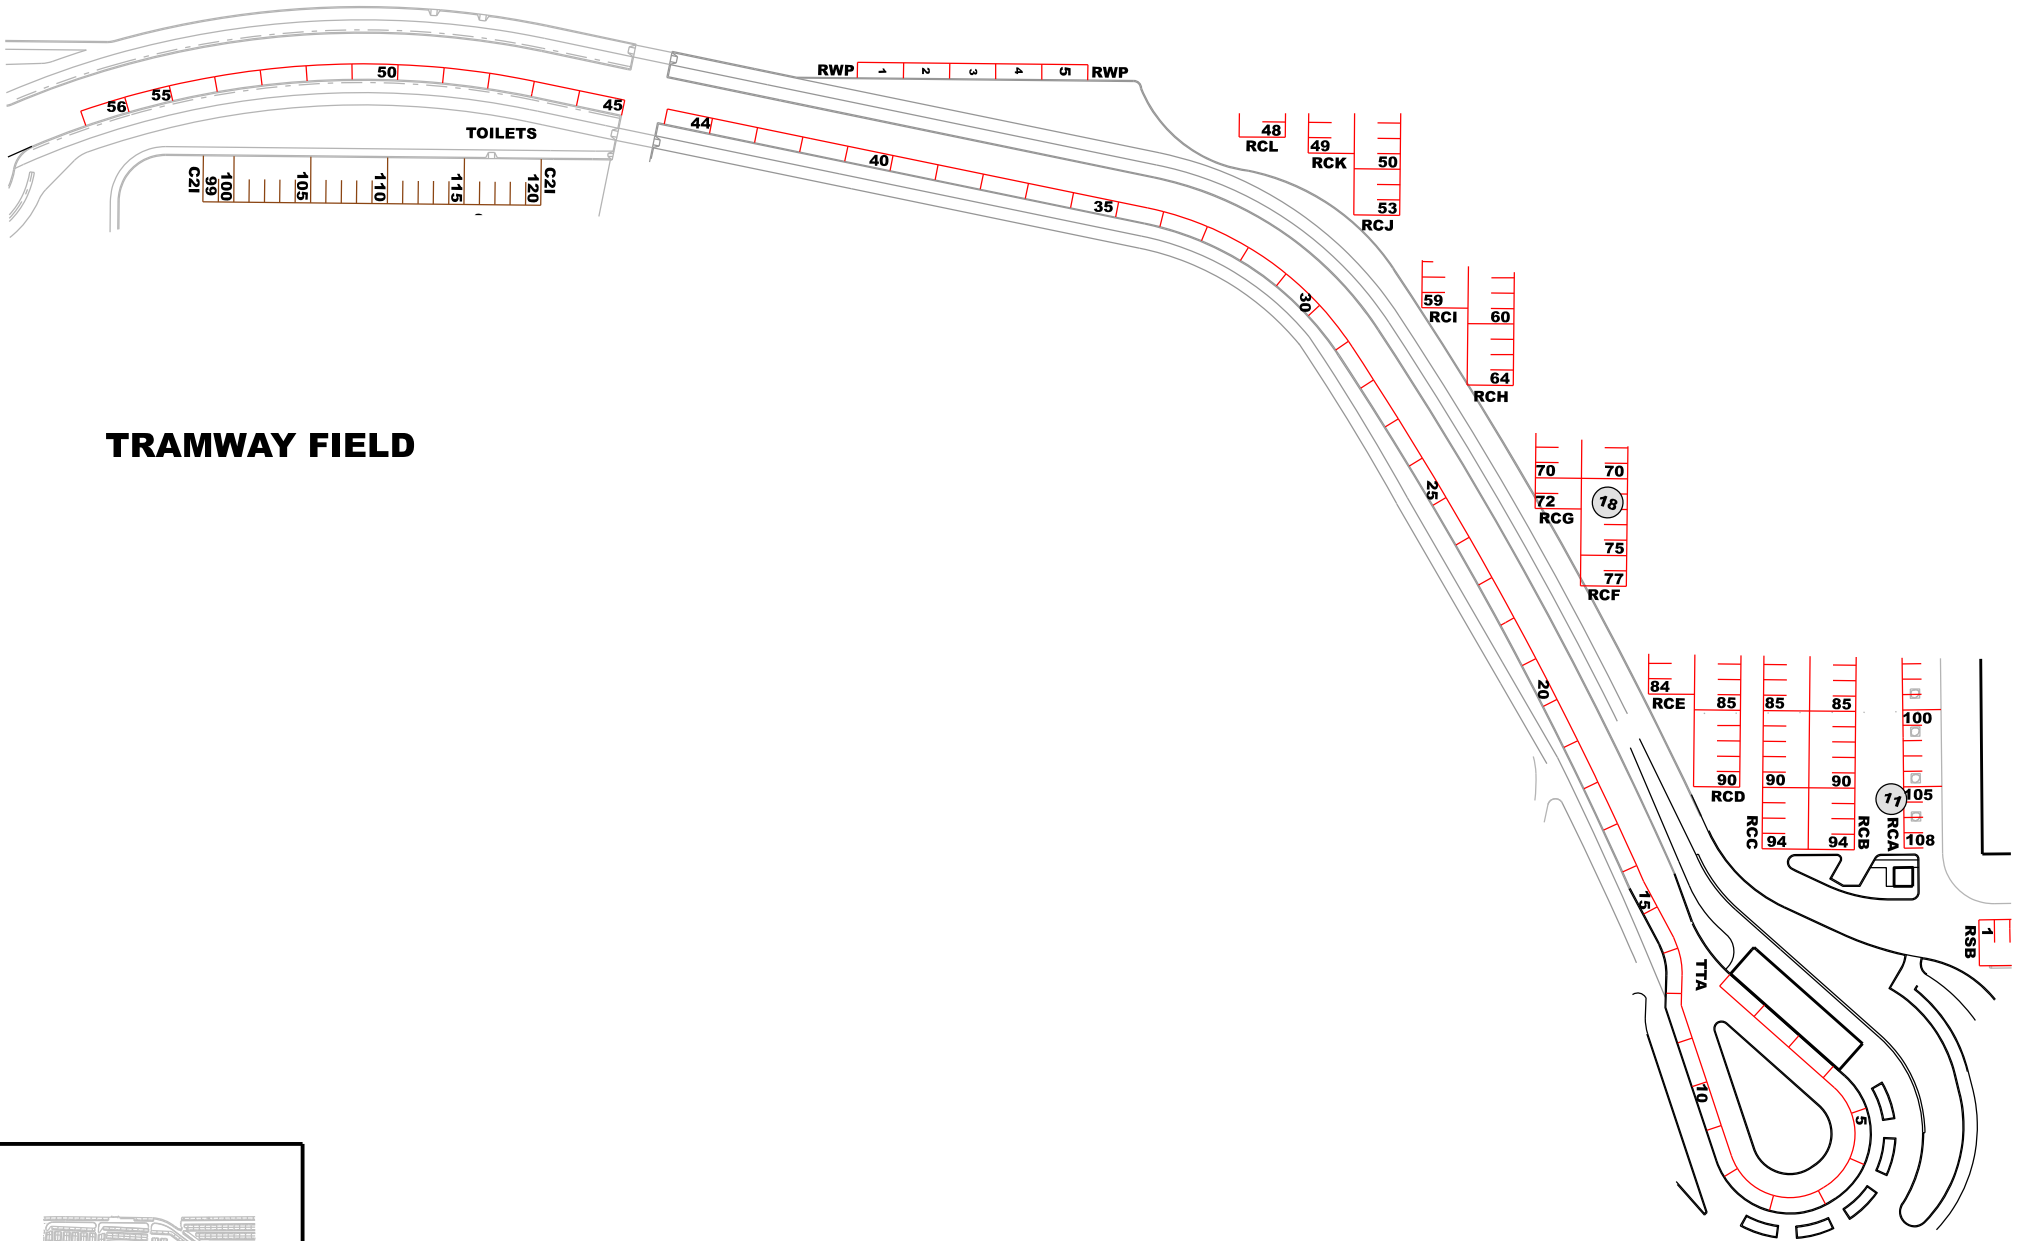 RWP 1 2 3 4 5 RWP
50
55
56
45
TOILETS
44
48
RCL
49
RCK
50
53
RCJ
C2I 99 100 105 110 115 120 C2I
40
35
30
59
RCI
60
64
RCH
TRAMWAY FIELD
70 70
72
RCG
18
75
77
RCF
25
20
84
RCE
85 85 85
100
90 90 90
RCD
11
105
RCC
94 94
RCB
RCA
108
15
TTA
RSB
1
10
5